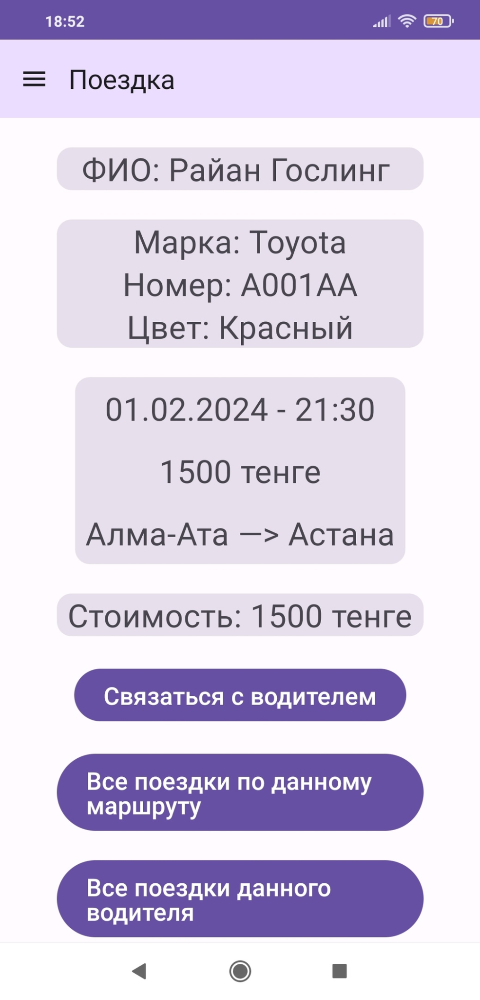 18:52
70
Поездка
ФИО: Райан Гослинг
Марка: Toyota
Номер: A001AA
Цвет: Красный
01.02.2024 - 21:30
1500 тенге
Алма-Ата —> Астана
Стоимость: 1500 тенге
Связаться с водителем
Все поездки по данному
маршруту
Все поездки данного
водителя